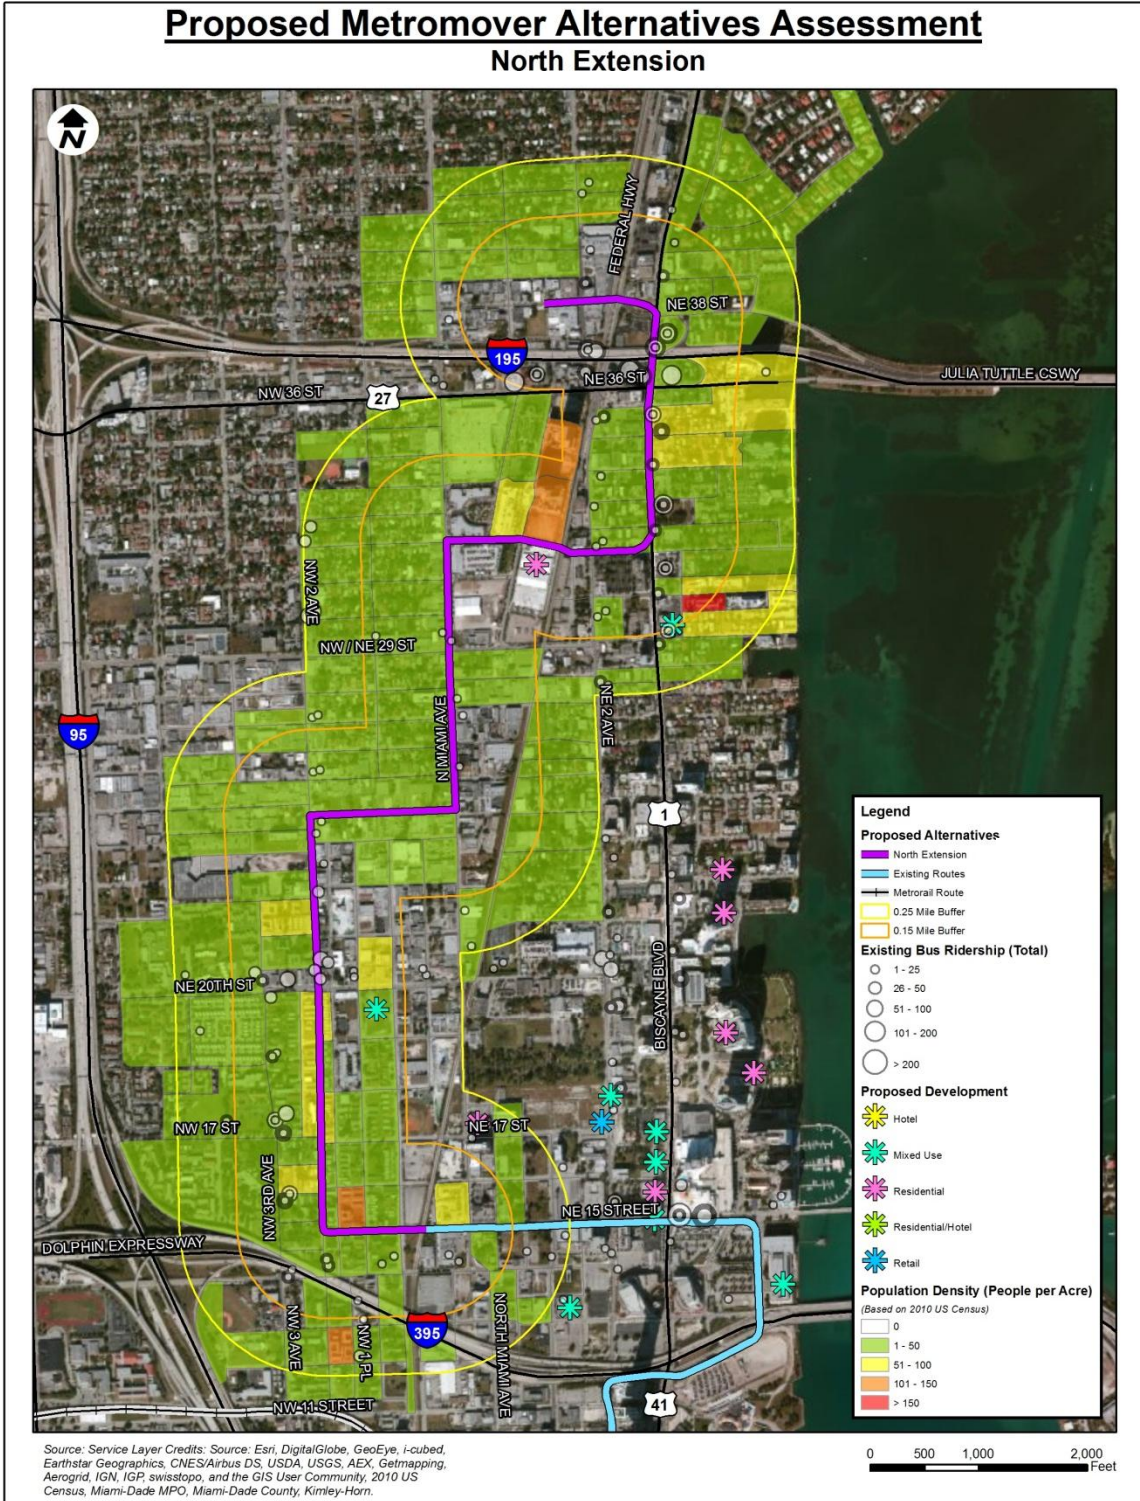 Proposed Metromover Alternatives Assessment
North Extension
N
FEDERAL HWY
NE 38 ST
195
NE 36 ST
NW 36 ST
27
JULIA TUTTLE CSWY
NW 2 AVE
NW / NE 29 ST
N MIAMI AVE
NE 2 AVE
95
1
NE 20TH ST
BISCAYNE BLVD
NW 17 ST
NE 17 ST
NW 3RD AVE
NE 15 STREET
DOLPHIN EXPRESSWAY
NW 3 AVE
NW 1 PL
395
NORTH MIAMI AVE
NW 11 STREET
41
Legend
Proposed Alternatives
North Extension
Existing Routes
Metrorail Route
0.25 Mile Buffer
0.15 Mile Buffer
Existing Bus Ridership (Total)
1 - 25
26 - 50
51 - 100
101 - 200
> 200
Proposed Development
Hotel
Mixed Use
Residential
Residential/Hotel
Retail
Population Density (People per Acre)
(Based on 2010 US Census)
0
1 - 50
51 - 100
101 - 150
> 150
Source: Service Layer Credits: Source: Esri, DigitalGlobe, GeoEye, i-cubed,
Earthstar Geographics, CNES/Airbus DS, USDA, USGS, AEX, Getmapping,
Aerogrid, IGN, IGP, swisstopo, and the GIS User Community, 2010 US
Census, Miami-Dade MPO, Miami-Dade County, Kimley-Horn.
0 500 1,000 2,000
Feet